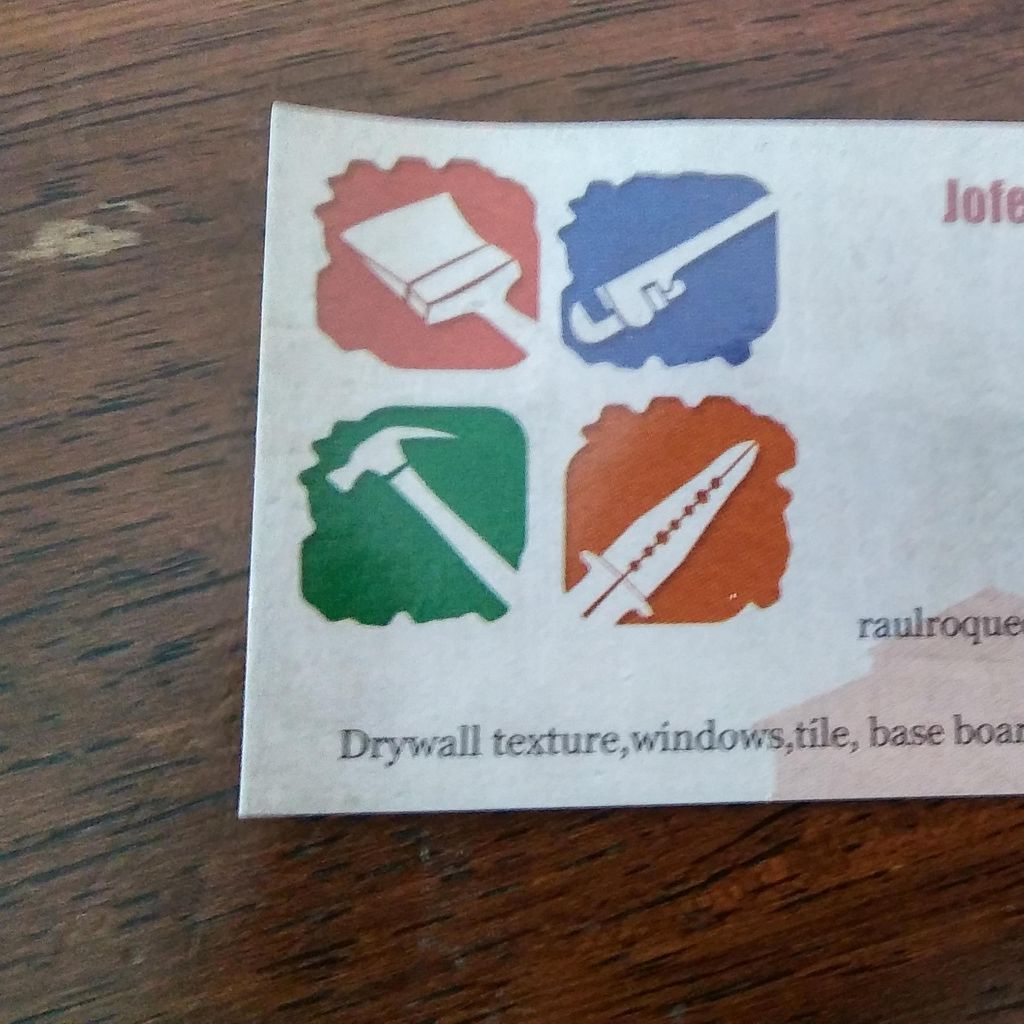 Jofe
raulroque
Drywall texture,windows,tile, base boar